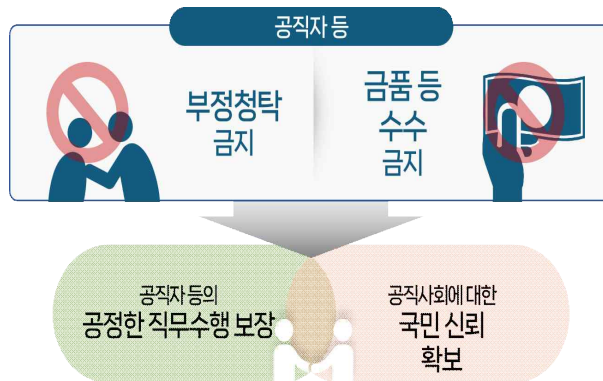 공직자 등
부정청탁
금지
금품 등
수수
금지
공직자 등의
공정한 직무수행 보장
공직사회에 대한
국민 신뢰
확보